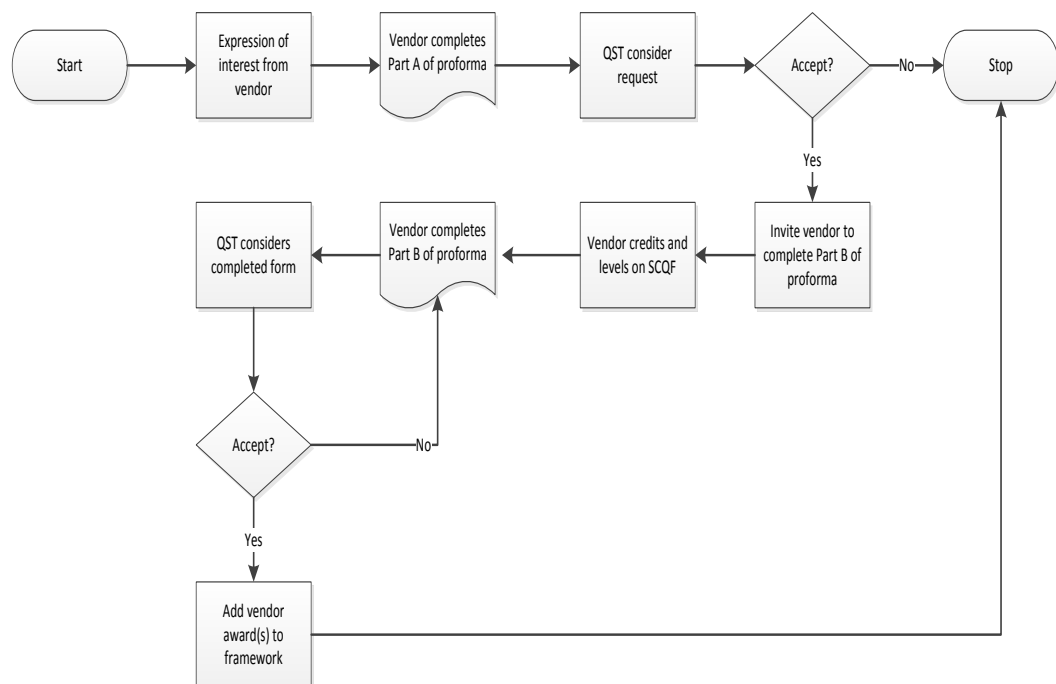 Start
Expression of
interest from
vendor
Vendor completes
Part A of proforma
QST consider
request
Accept?
No
Stop
Yes
Invite vendor to
complete Part B of
proforma
Vendor credits and
levels on SCQF
Vendor completes
Part B of proforma
QST considers
completed form
Accept?
No
Yes
Add vendor
award(s) to
framework